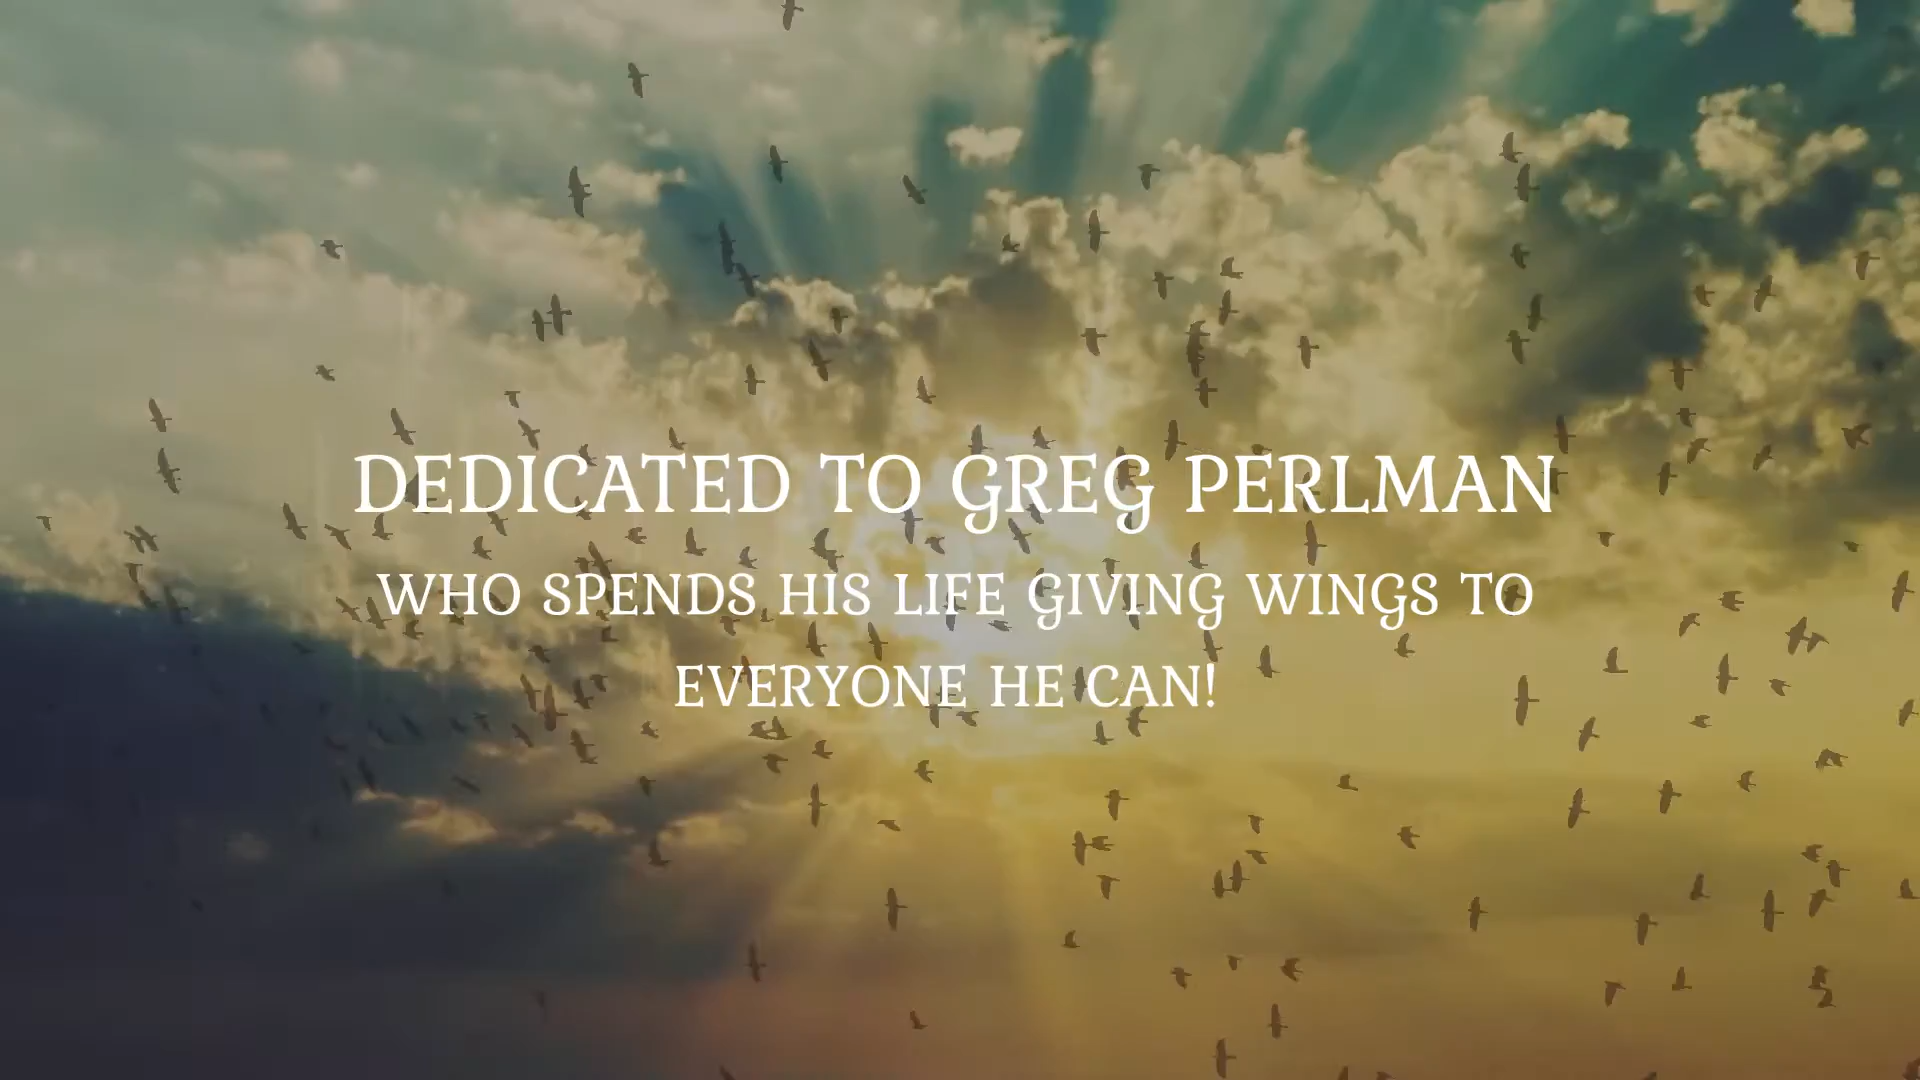 DEDICATED TO GREG PERLMAN
WHO SPENDS HIS LIFE GIVING WINGS TO
EVERYONE HE CAN!